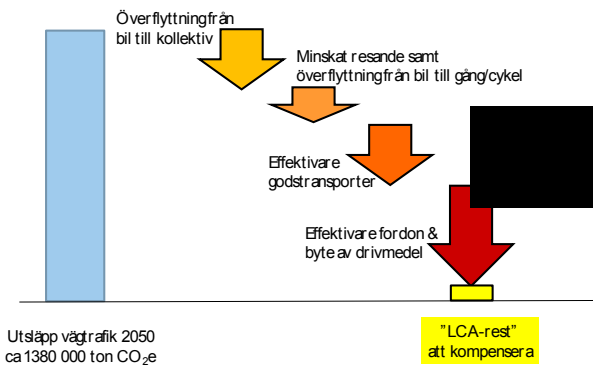 Överflyttning från
bil till kollektiv
Minskat resande samt
överflyttning från bil till gång/cykel
Effektivare
godstransporter
Effektivare fordon &
byte av drivmedel
Utsläpp vägtrafik 2050
ca 1380 000 ton CO₂e
"LCA-rest"
att kompensera